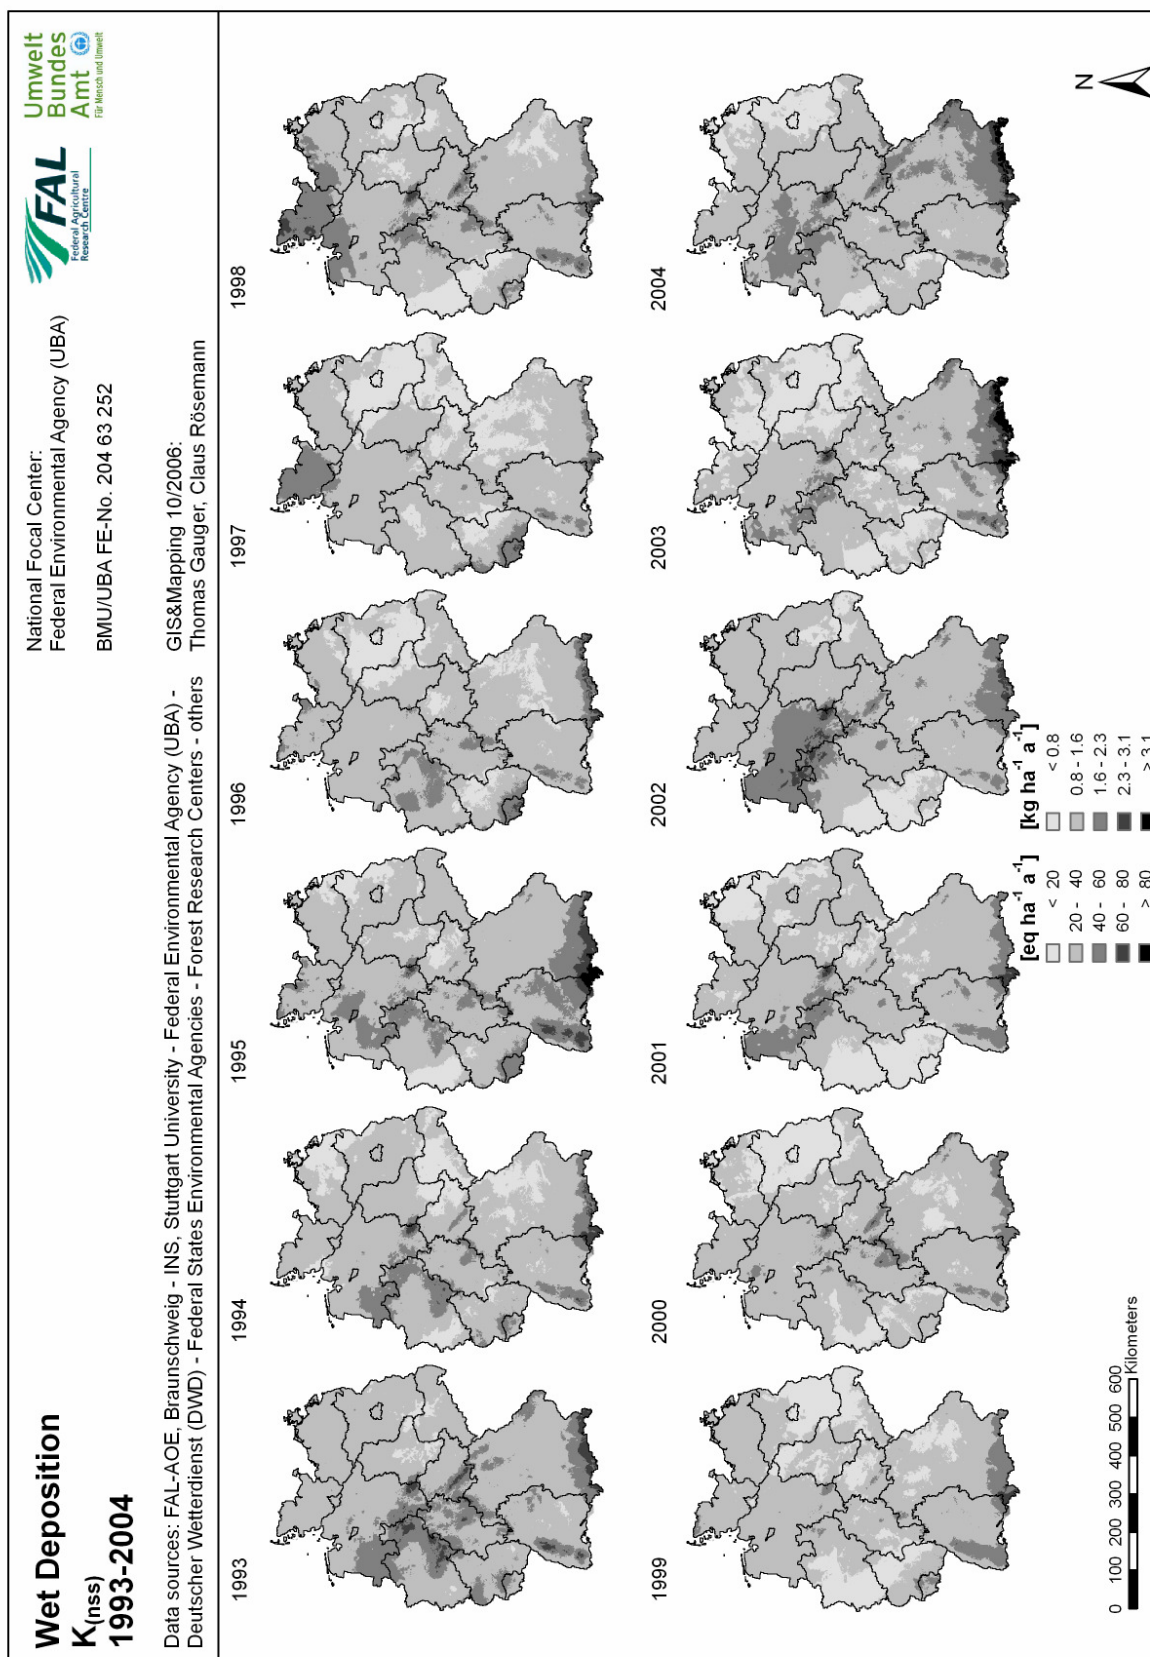 Wet Deposition
K(nss)
1993-2004
National Focal Center:
Federal Environmental Agency (UBA)
BMU/UBA FE-No. 204 63 252
FAL
Federal Agricultural
Research Centre
Umwelt
Bundes
Amt
Für Mensch und Umwelt
Data sources: FAL-AOE, Braunschweig - INS, Stuttgart University - Federal Environmental Agency (UBA) -
Deutscher Wetterdienst (DWD) - Federal States Environmental Agencies - Forest Research Centers - others
GIS&Mapping 10/2006:
Thomas Gauger, Claus Rösemann
1993
1994
1995
1996
1997
1998
1999
2000
2001
2002
2003
2004
0 100 200 300 400 500 600
Kilometers
[eq ha⁻¹ a⁻¹] [kg ha⁻¹ a⁻¹]
< 20 < 0.8
20 - 40 0.8 - 1.6
40 - 60 1.6 - 2.3
60 - 80 2.3 - 3.1
> 80 > 3.1
N